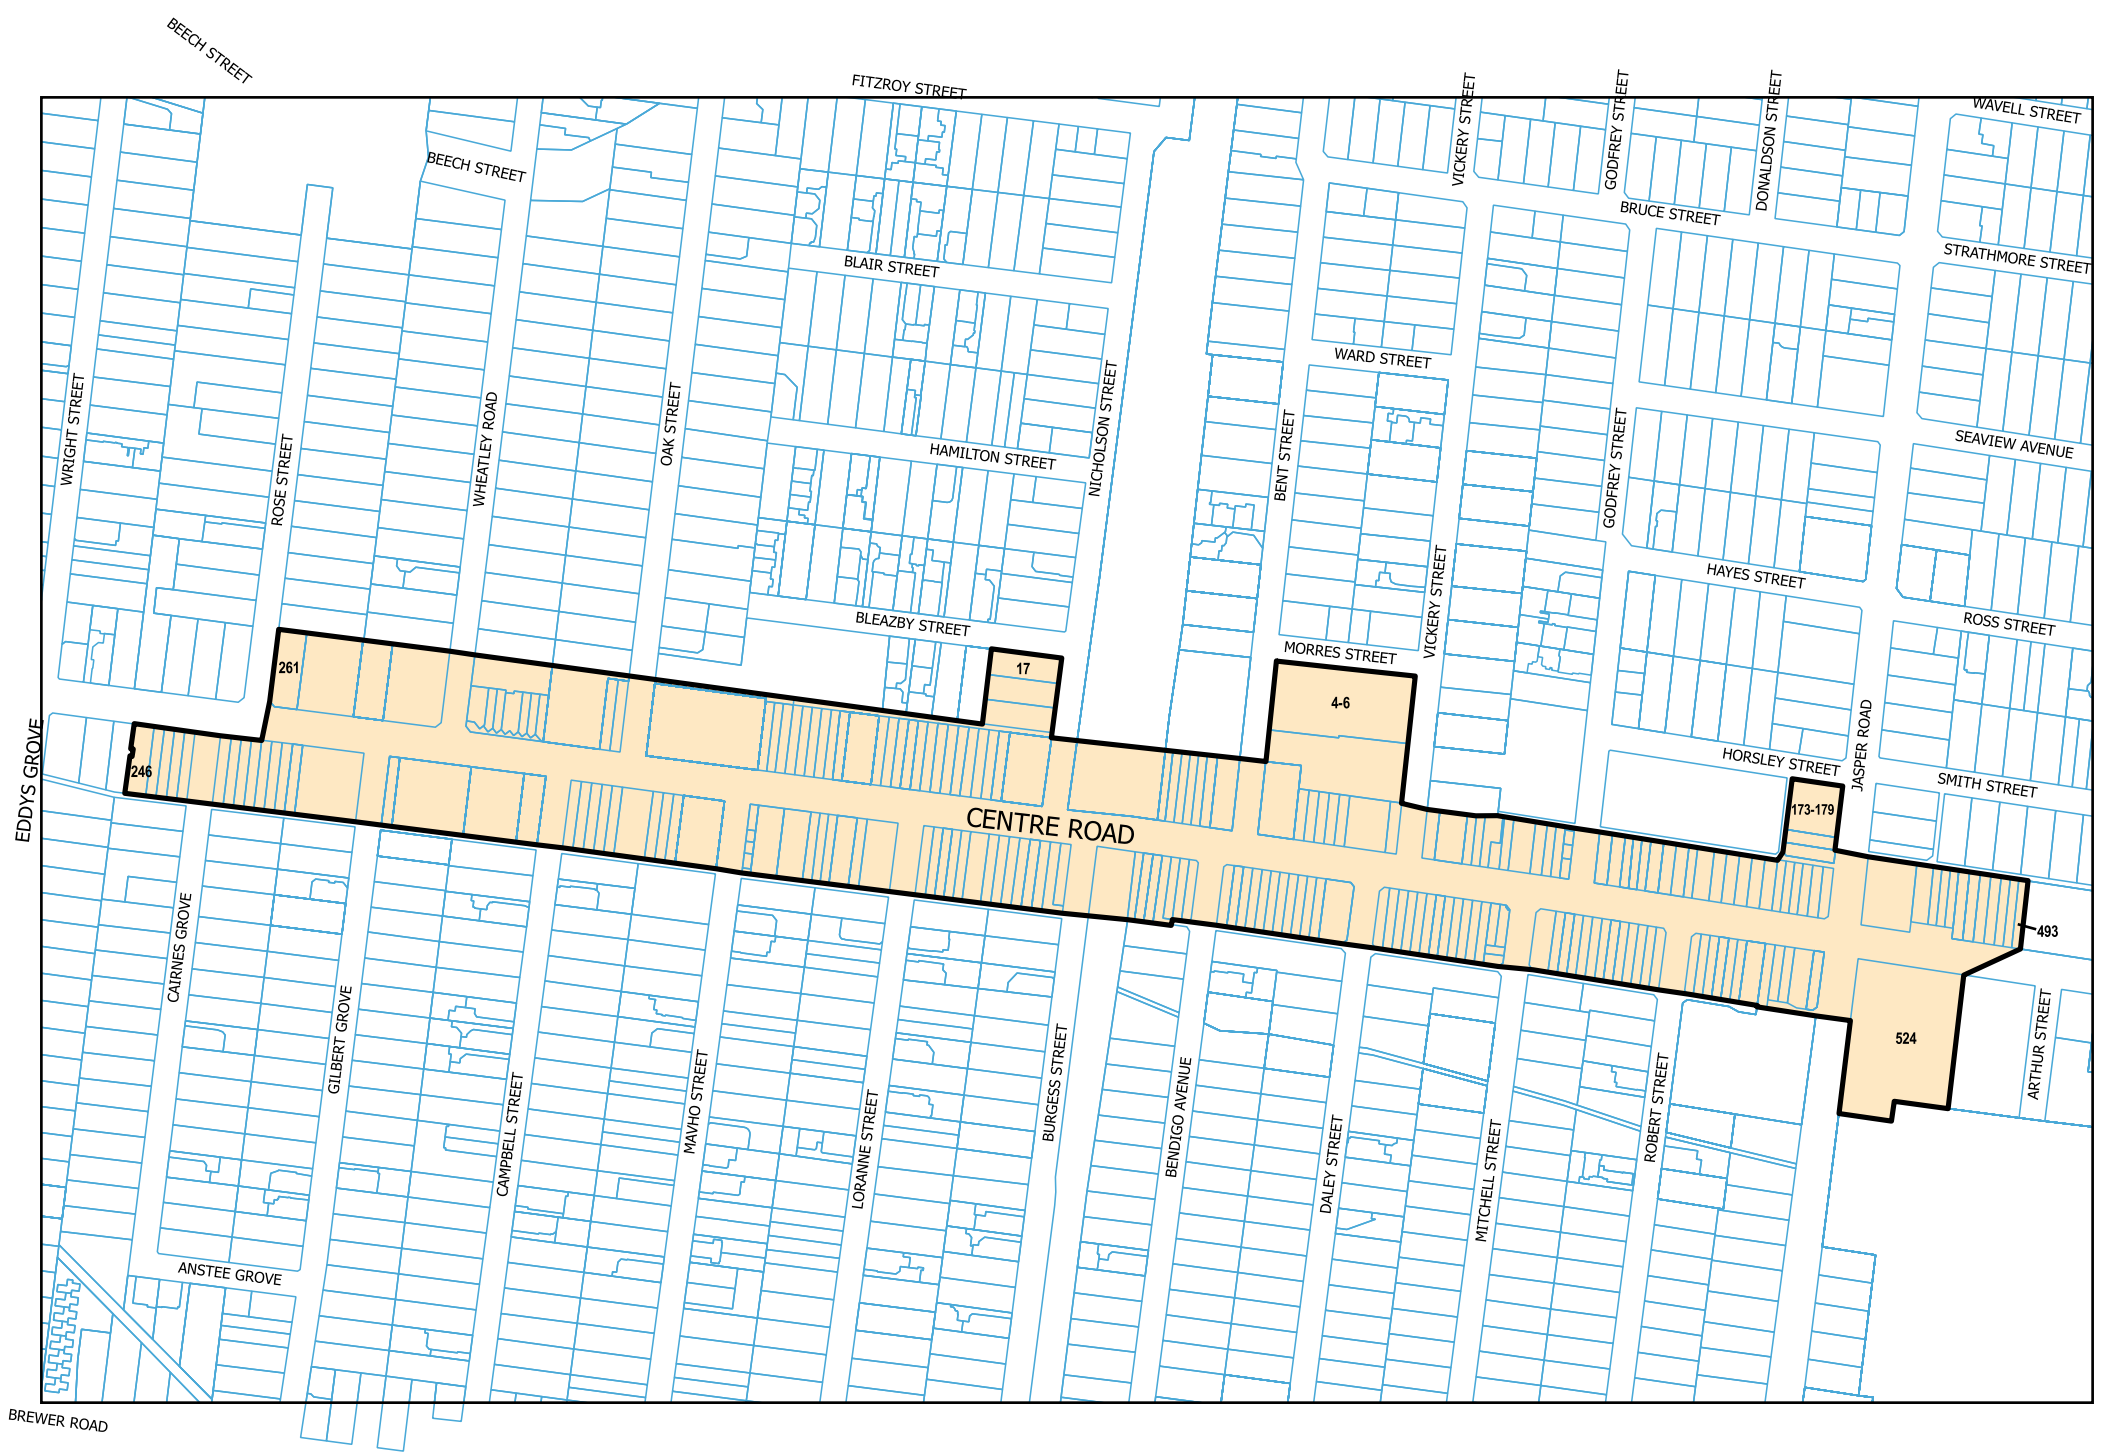 BEECH STREET
FITZROY STREET
VICKERY STREET
GODFREY STREET
DONALDSON STREET
WAVELL STREET
BEECH STREET
BRUCE STREET
STRATHMORE STREET
BLAIR STREET
WARD STREET
WRIGHT STREET
ROSE STREET
WHEATLEY ROAD
OAK STREET
HAMILTON STREET
NICHOLSON STREET
BENT STREET
GODFREY STREET
SEAVIEW AVENUE
HAYES STREET
BLEAZBY STREET
VICKERY STREET
ROSS STREET
MORRES STREET
261
17
4-6
EDDYS GROVE
246
HORSLEY STREET
JASPER ROAD
SMITH STREET
173-179
CENTRE ROAD
493
CAIRNES GROVE
GILBERT GROVE
CAMPBELL STREET
MAVHO STREET
LORANNE STREET
BURGESS STREET
BENDIGO AVENUE
DALEY STREET
MITCHELL STREET
ROBERT STREET
524
ARTHUR STREET
ANSTEE GROVE
BREWER ROAD